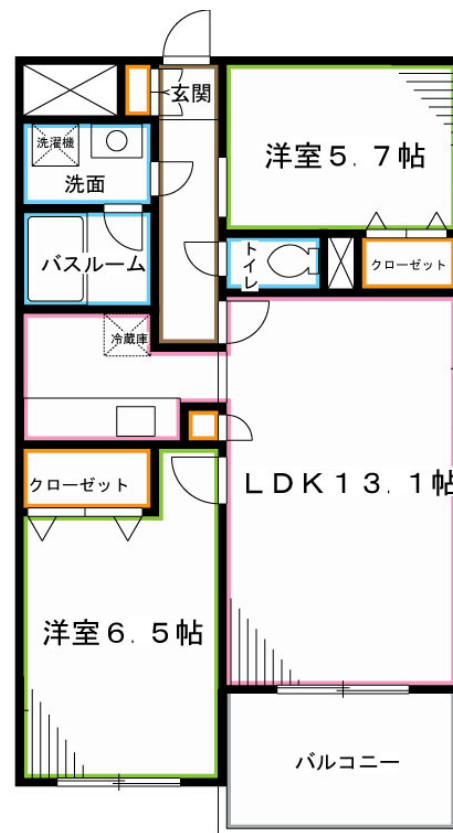 玄関
洗濯機
洗面
洋室5.7帖
バスルーム
トイレ
クローゼット
冷蔵庫
LDK13.1帖
クローゼット
洋室6.5帖
バルコニー